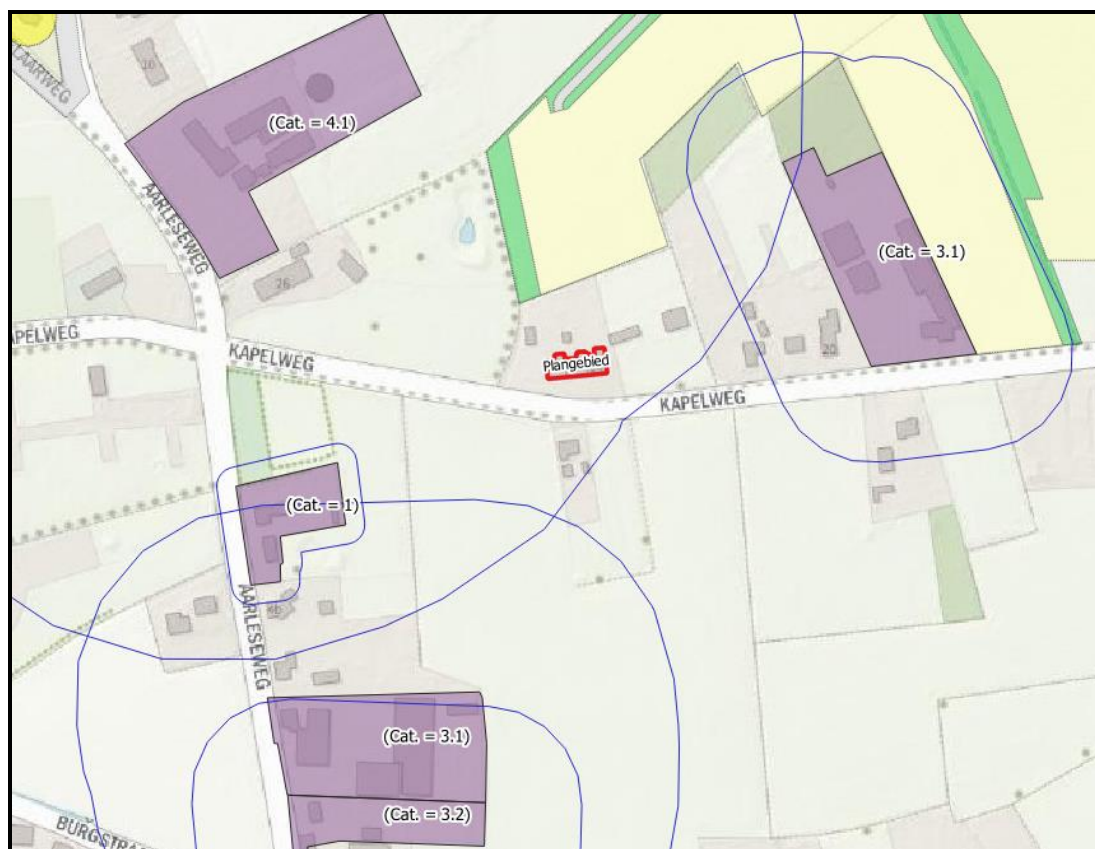 LAARWEG
10
(Cat. = 4.1)
AARLESEWEG
26
(Cat. = 3.1)
APELWEG
KAPELWEG
Plangebied
20
KAPELWEG
(Cat. = 1)
AARLESEWEG
(Cat. = 3.1)
(Cat. = 3.2)
BURGSTRA